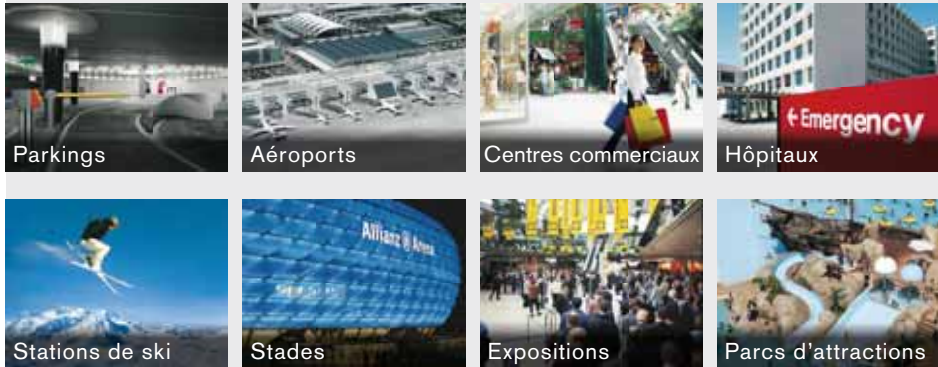 Parkings
Aéroports
Centres commerciaux
← Emergency
Hôpitaux
Stations de ski
Allianz Arena
Stades
Expositions
Parcs d'attractions